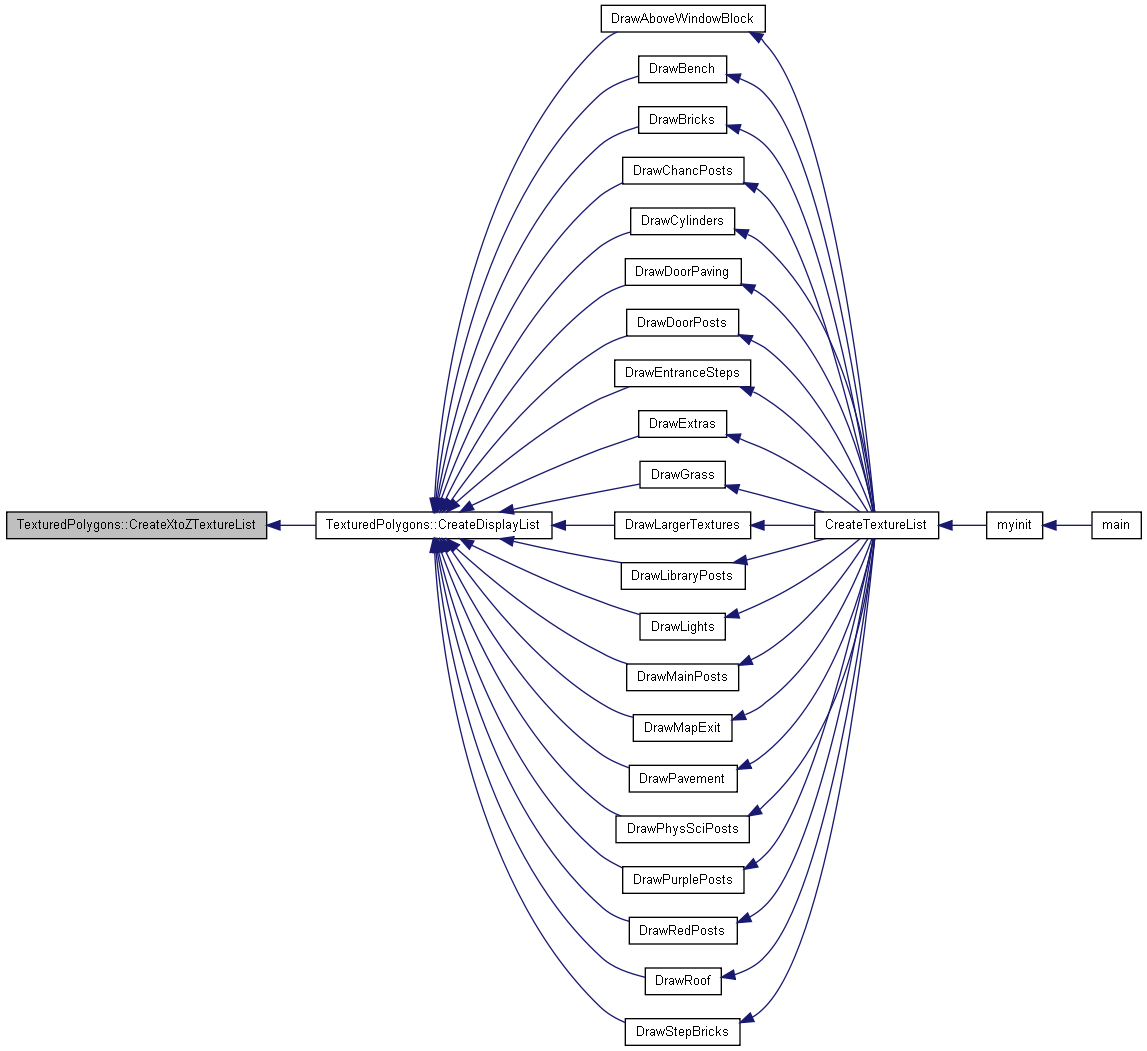 DrawAboveWindowBlock
DrawBench
DrawBricks
DrawChancPosts
DrawCylinders
DrawDoorPaving
DrawDoorPosts
DrawEntranceSteps
DrawExtras
DrawGrass
TexturedPolygons::CreateXtoZTextureList
TexturedPolygons::CreateDisplayList
DrawLargerTextures
CreateTextureList
myinit
main
DrawLibraryPosts
DrawLights
DrawMainPosts
DrawMapExit
DrawPavement
DrawPhysSciPosts
DrawPurplePosts
DrawRedPosts
DrawRoof
DrawStepBricks